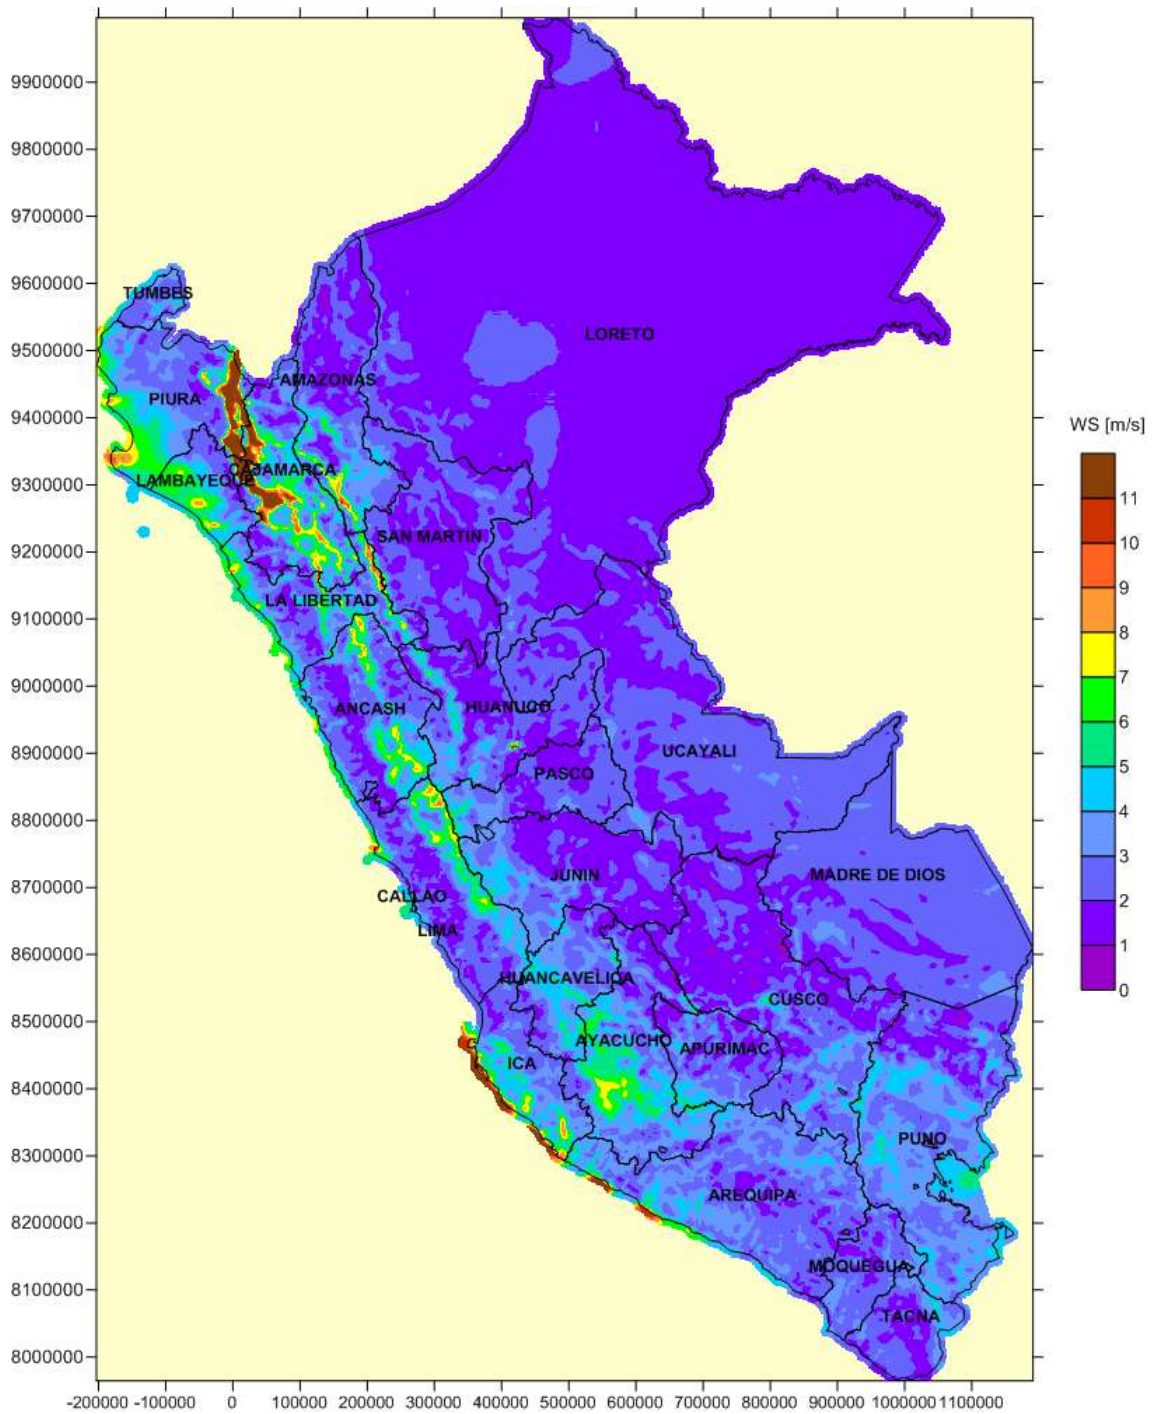 9900000
9800000
9700000
9600000
9500000
9400000
9300000
9200000
9100000
9000000
8900000
8800000
8700000
8600000
8500000
8400000
8300000
8200000
8100000
8000000
-200000 -100000 0 100000 200000 300000 400000 500000 600000 700000 800000 900000 1000000 1100000
TUMBES
LORETO
AMAZONAS
PIURA
CAJAMARCA
LAMBAYEQUE
SAN MARTIN
LA LIBERTAD
ANCASH
HUANUCO
UCAYALI
PASCO
JUNIN
MADRE DE DIOS
CALLAO
LIMA
HUANCAVELICA
CUSCO
AYACUCHO
APURIMAC
ICA
PUNO
AREQUIPA
MOQUEGUA
TACNA
WS [m/s]
11
10
9
8
7
6
5
4
3
2
1
0